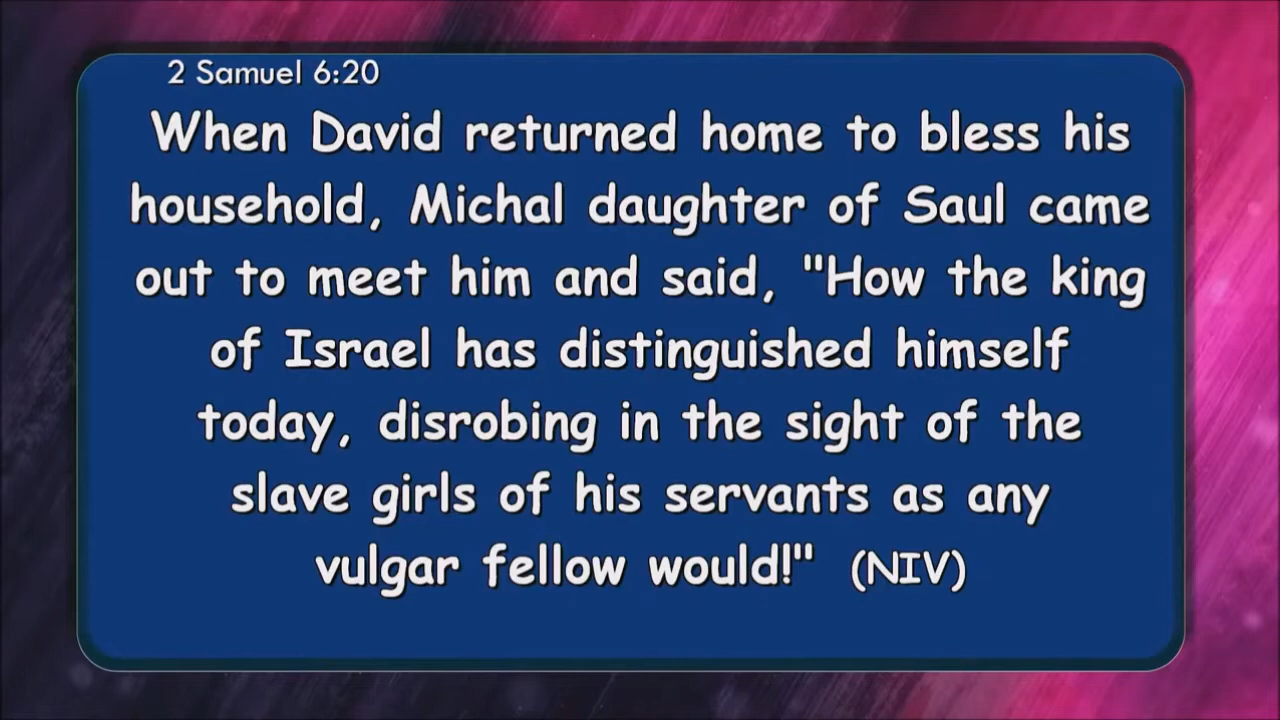 2 Samuel 6:20
When David returned home to bless his
household, Michal daughter of Saul came
out to meet him and said, "How the king
of Israel has distinguished himself
today, disrobing in the sight of the
slave girls of his servants as any
vulgar fellow would!" (NIV)